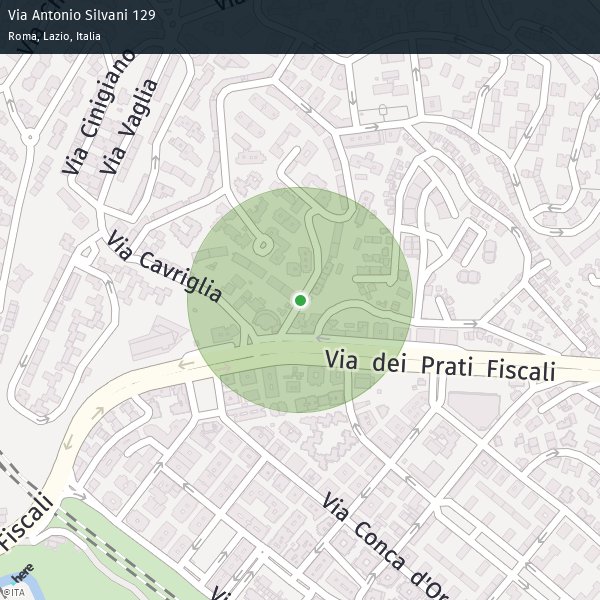 Via Antonio Silvani 129
Roma, Lazio, Italia
Via Cinigiano
Via Vaglia
Via Cavriglia
Via dei Prati Fiscali
Via Conca d'Or
Fiscali
here
©ITA